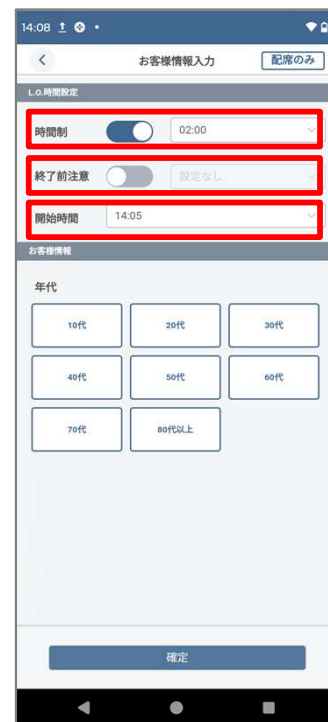 14:08
お客様情報入力
配席のみ
L.O.時間設定
時間制 02:00
終了前注意 設定なし
開始時間 14:05
お客様情報
年代
10代 20代 30代
40代 50代 60代
70代 80代以上
確定